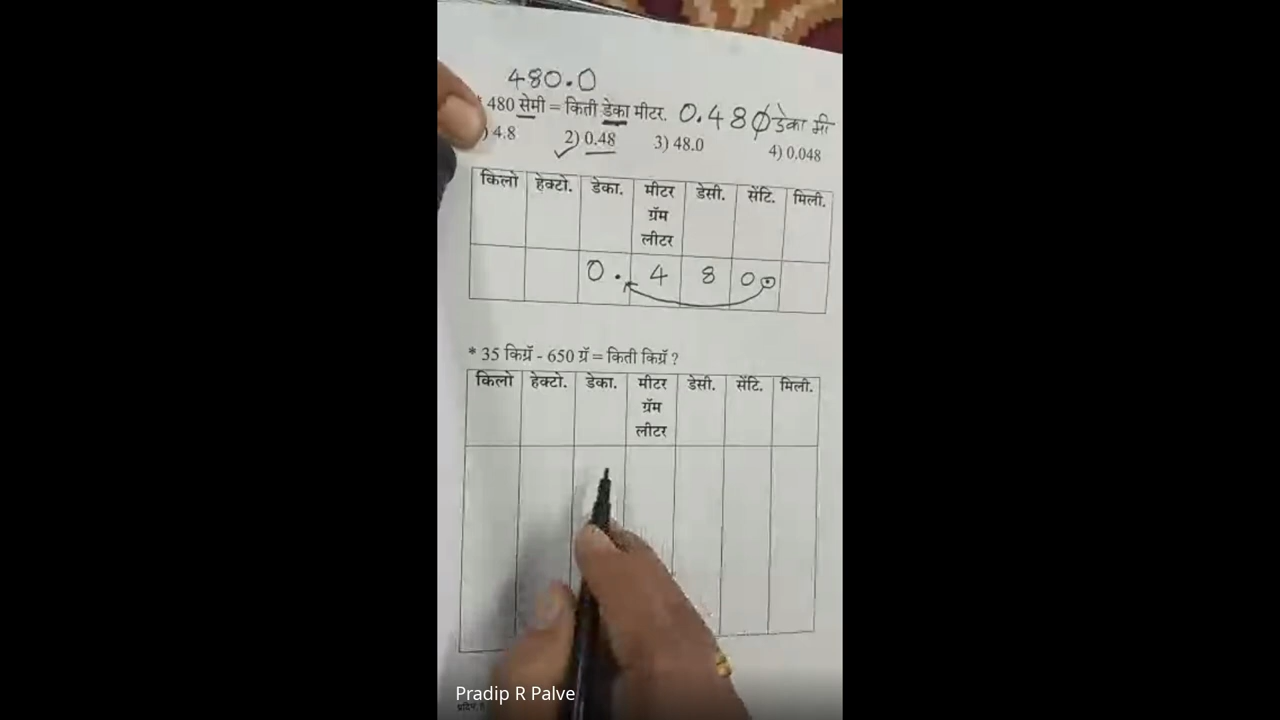 480.0
* 480 सेमी = किती डेका मीटर. 0.480 डेका मी
) 4.8 2) 0.48 3) 48.0 4) 0.048
किलो हेक्टो. डेका. मीटर ग्रॅम लीटर डेसी. सेंटि. मिली.
0. 4 8 0.
* 35 किग्रॅ - 650 ग्रॅ = किती किग्रॅ ?
किलो हेक्टो. डेका. मीटर ग्रॅम लीटर डेसी. सेंटि. मिली.
Pradip R Palve